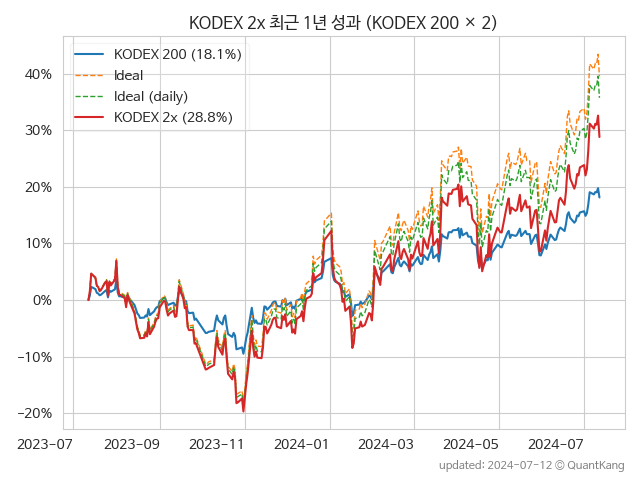 KODEX 2x 최근 1년 성과 (KODEX 200 × 2)
KODEX 200 (18.1%)
Ideal
Ideal (daily)
KODEX 2x (28.8%)
40%
30%
20%
10%
0%
−10%
−20%
2023-07 2023-09 2023-11 2024-01 2024-03 2024-05 2024-07
updated: 2024-07-12 © QuantKang